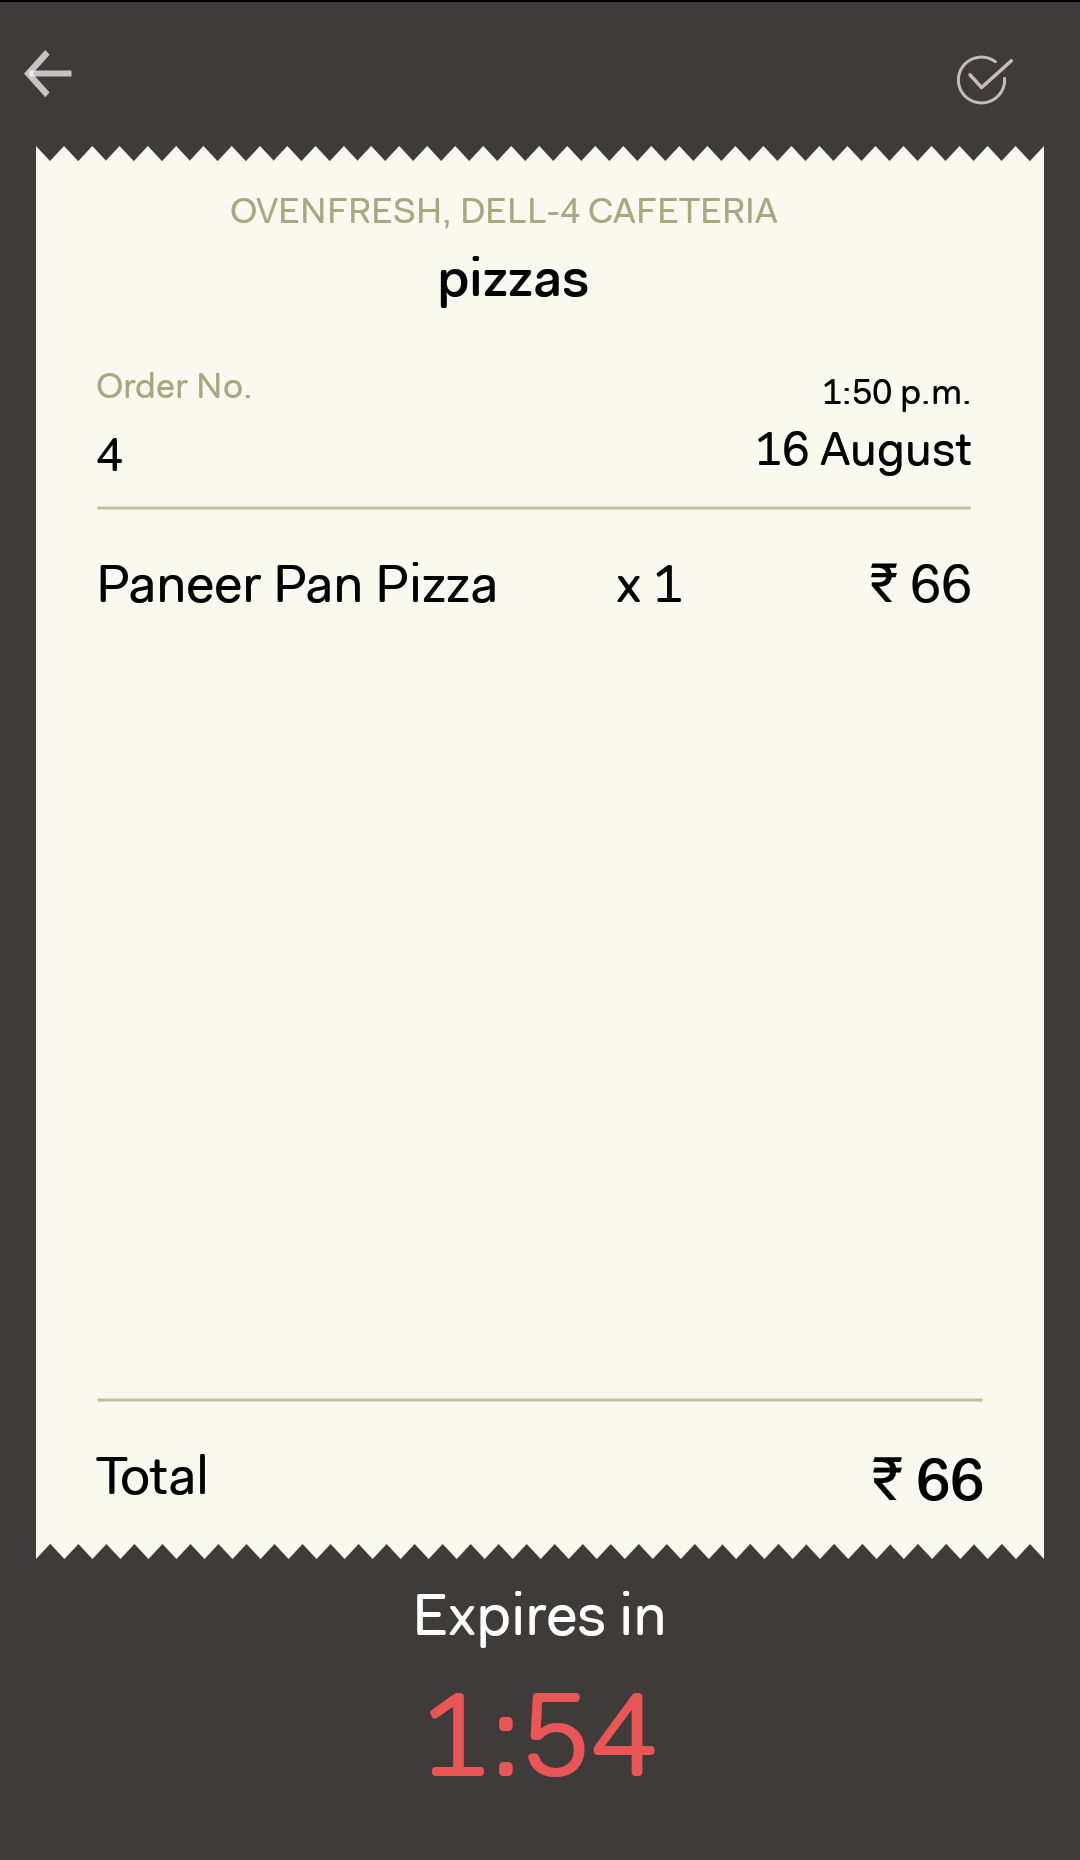 OVENFRESH, DELL-4 CAFETERIA
pizzas
Order No.
1:50 p.m.
4
16 August
Paneer Pan Pizza x 1 ₹ 66
Total ₹ 66
Expires in
1:54